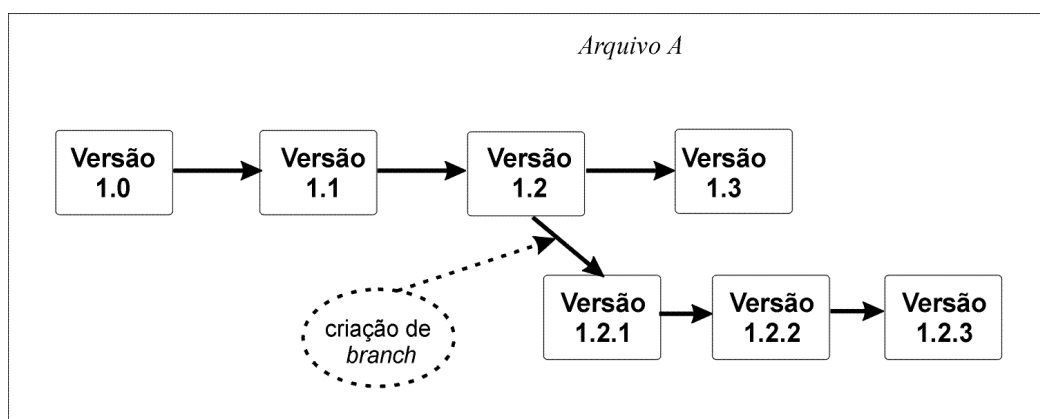 Arquivo A
Versão
1.0
Versão
1.1
Versão
1.2
Versão
1.3
criação de
branch
Versão
1.2.1
Versão
1.2.2
Versão
1.2.3